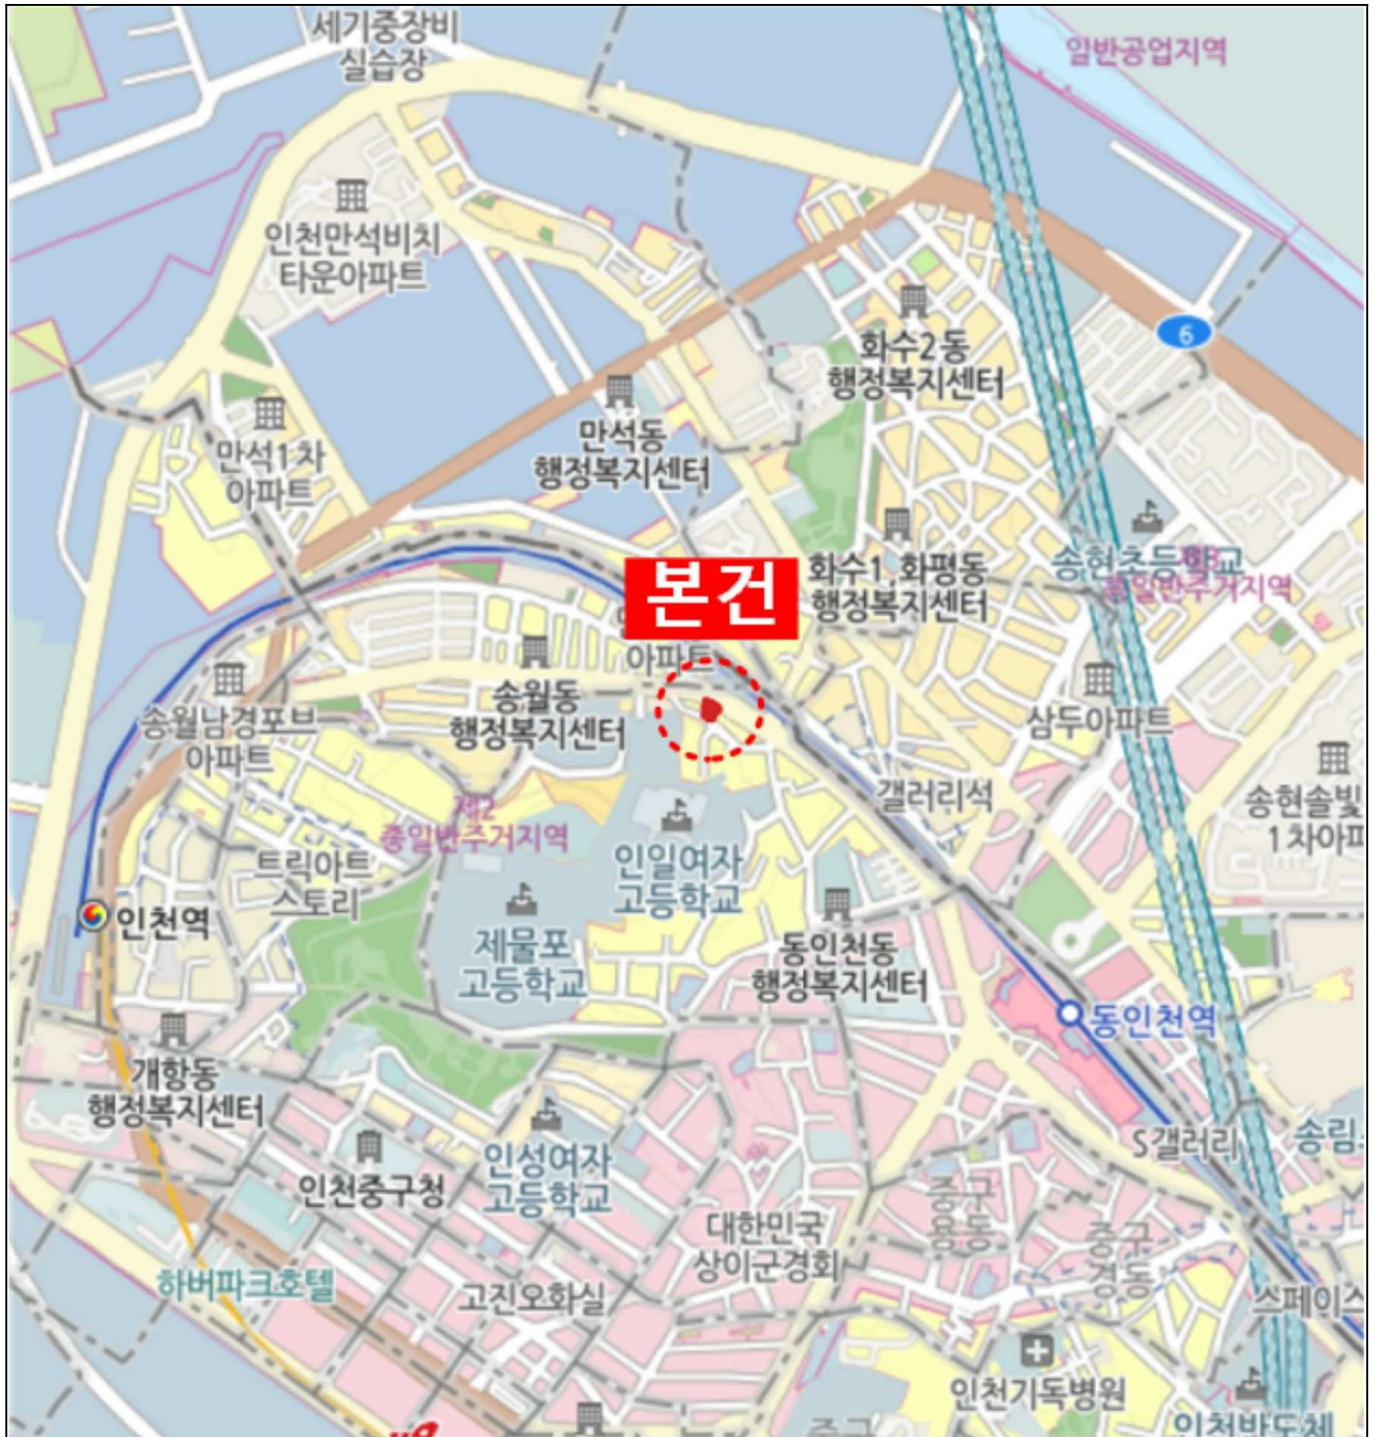 세기중장비
실습장
일반공업지역
인천만석비치
타운아파트
6
화수2동
행정복지센터
만석동
행정복지센터
만석1차
아파트
화수1,화평동
행정복지센터
송현초등학교
본건
아파트
송월동
행정복지센터
송월남경포브
아파트
삼두아파트
갤러리석
송현솔빛
1차아파
제2
종일반주거지역
인일여자
고등학교
트릭아트
스토리
인천역
제물포
고등학교
동인천동
행정복지센터
동인천역
개항동
행정복지센터
S갤러리
송림
인천중구청
인성여자
고등학교
중구
용동
대한민국
상이군경회
중구
경동
하버파크호텔
고진오화실
스페이스
인천기독병원
인천반도체
중구